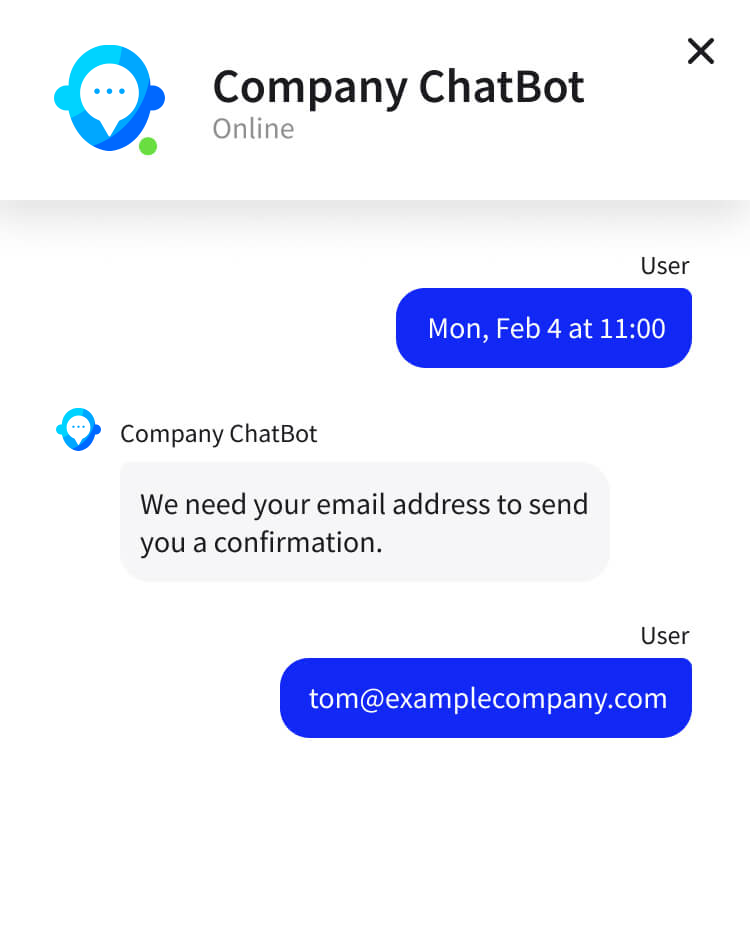 Company ChatBot
Online
User
Mon, Feb 4 at 11:00
Company ChatBot
We need your email address to send
you a confirmation.
User
tom@examplecompany.com